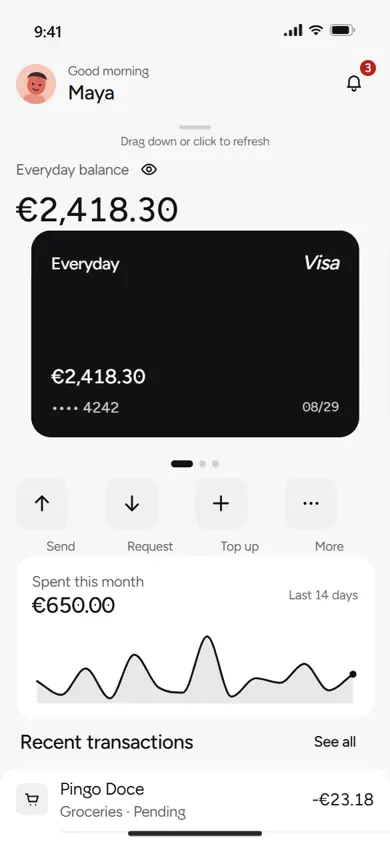 9:41
Good morning
3
Maya
Drag down or click to refresh
Everyday balance
€2,418.30
Everyday Visa
€2,418.30
•••• 4242 08/29
Send Request Top up More
Spent this month
Last 14 days
€650.00
Recent transactions See all
Pingo Doce
-€23.18
Groceries · Pending